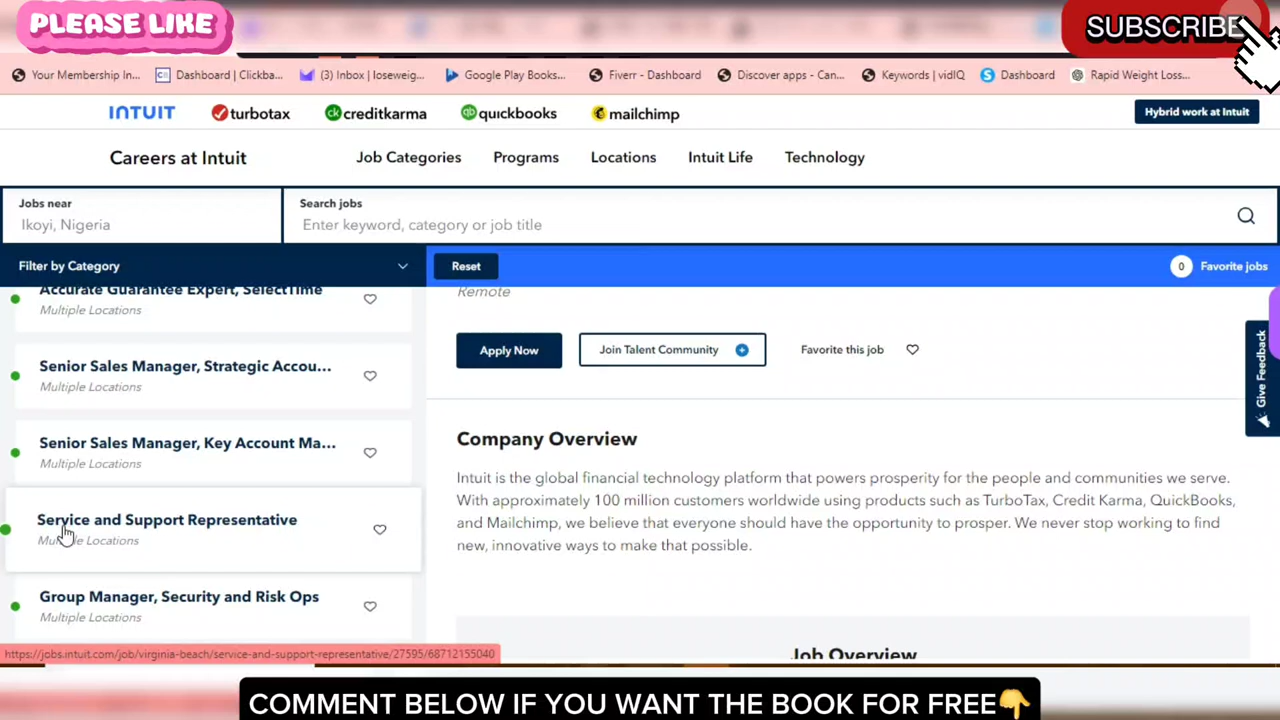 PLEASE LIKE
SUBSCRIBE
Your Membership In...
Dashboard | Clickba...
(3) Inbox | loseweig...
Google Play Books...
Fiverr - Dashboard
Discover apps - Can...
Keywords | vidIQ
Dashboard
Rapid Weight Loss...
INTUIT
turbotax
ck creditkarma
qb quickbooks
mailchimp
Hybrid work at Intuit
Careers at Intuit
Job Categories
Programs
Locations
Intuit Life
Technology
Jobs near
Ikoyi, Nigeria
Search jobs
Enter keyword, category or job title
Filter by Category
Reset
0
Favorite jobs
Accurate Guarantee Expert, SelectTime
Multiple Locations
Senior Sales Manager, Strategic Accou...
Multiple Locations
Senior Sales Manager, Key Account Ma...
Multiple Locations
Service and Support Representative
Multiple Locations
Group Manager, Security and Risk Ops
Multiple Locations
Remote
Apply Now
Join Talent Community
Favorite this job
Give Feedback
Company Overview
Intuit is the global financial technology platform that powers prosperity for the people and communities we serve.
With approximately 100 million customers worldwide using products such as TurboTax, Credit Karma, QuickBooks,
and Mailchimp, we believe that everyone should have the opportunity to prosper. We never stop working to find
new, innovative ways to make that possible.
Job Overview
https://jobs.intuit.com/job/virginia-beach/service-and-support-representative/27595/68712155040
COMMENT BELOW IF YOU WANT THE BOOK FOR FREE👇